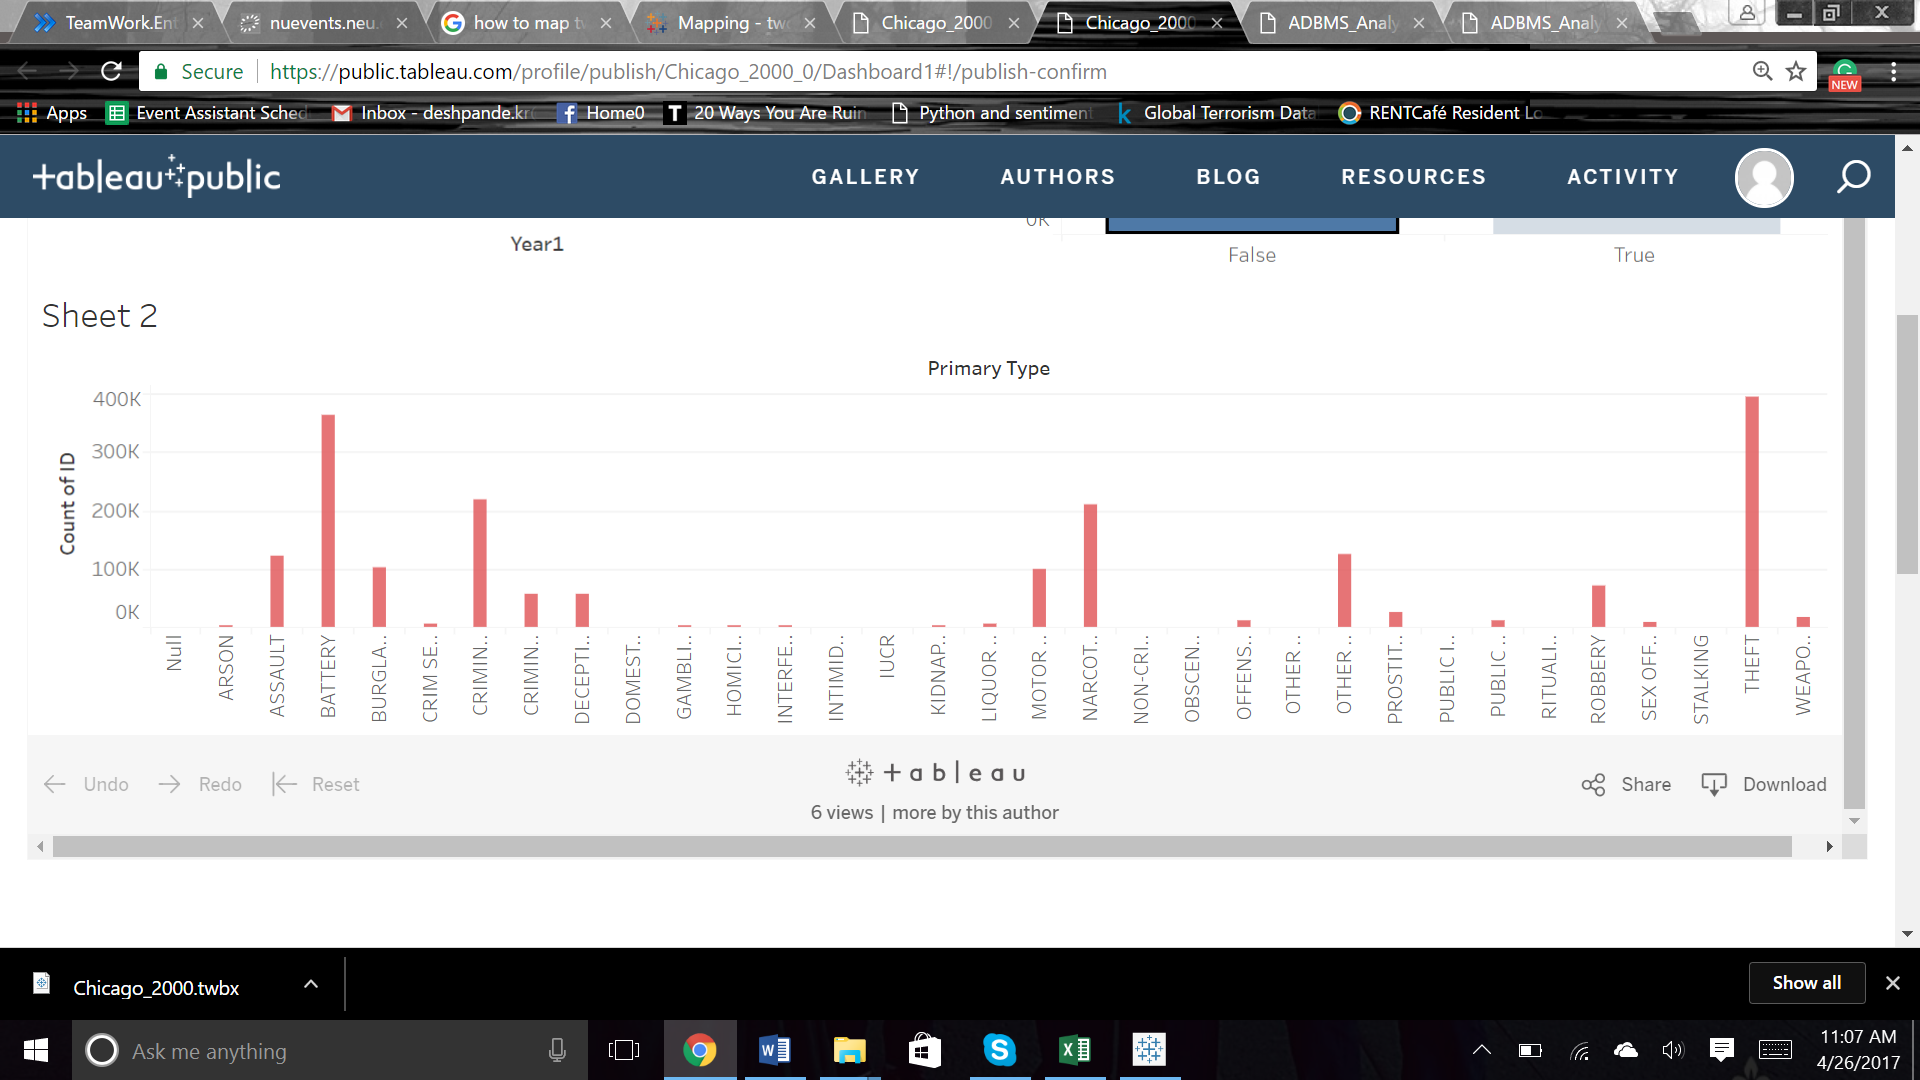 TeamWork.Ent
nuevents.neu.
how to map tw
Mapping - two
Chicago_2000
Chicago_2000
ADBMS_Analy
ADBMS_Analy
Secure https://public.tableau.com/profile/publish/Chicago_2000_0/Dashboard1#!/publish-confirm
NEW
Apps
Event Assistant Sched
Inbox - deshpande.kr
Home0
20 Ways You Are Ruin
Python and sentiment
Global Terrorism Data
RENTCafé Resident Lo
+ableau public
GALLERY AUTHORS BLOG RESOURCES ACTIVITY
0K
Year1
False True
Sheet 2
Primary Type
Count of ID
400K
300K
200K
100K
0K
Null
ARSON
ASSAULT
BATTERY
BURGLA..
CRIM SE..
CRIMIN..
CRIMIN..
DECEPTI..
DOMEST..
GAMBLI..
HOMICI..
INTERFE..
INTIMID..
IUCR
KIDNAP..
LIQUOR ..
MOTOR ..
NARCOT..
NON-CRI..
OBSCEN..
OFFENS..
OTHER ..
OTHER ..
PROSTIT..
PUBLIC I..
PUBLIC ..
RITUALI..
ROBBERY
SEX OFF..
STALKING
THEFT
WEAPO..
Undo Redo Reset
+ableau
Share Download
6 views | more by this author
Chicago_2000.twbx
Show all
Ask me anything
11:07 AM
4/26/2017